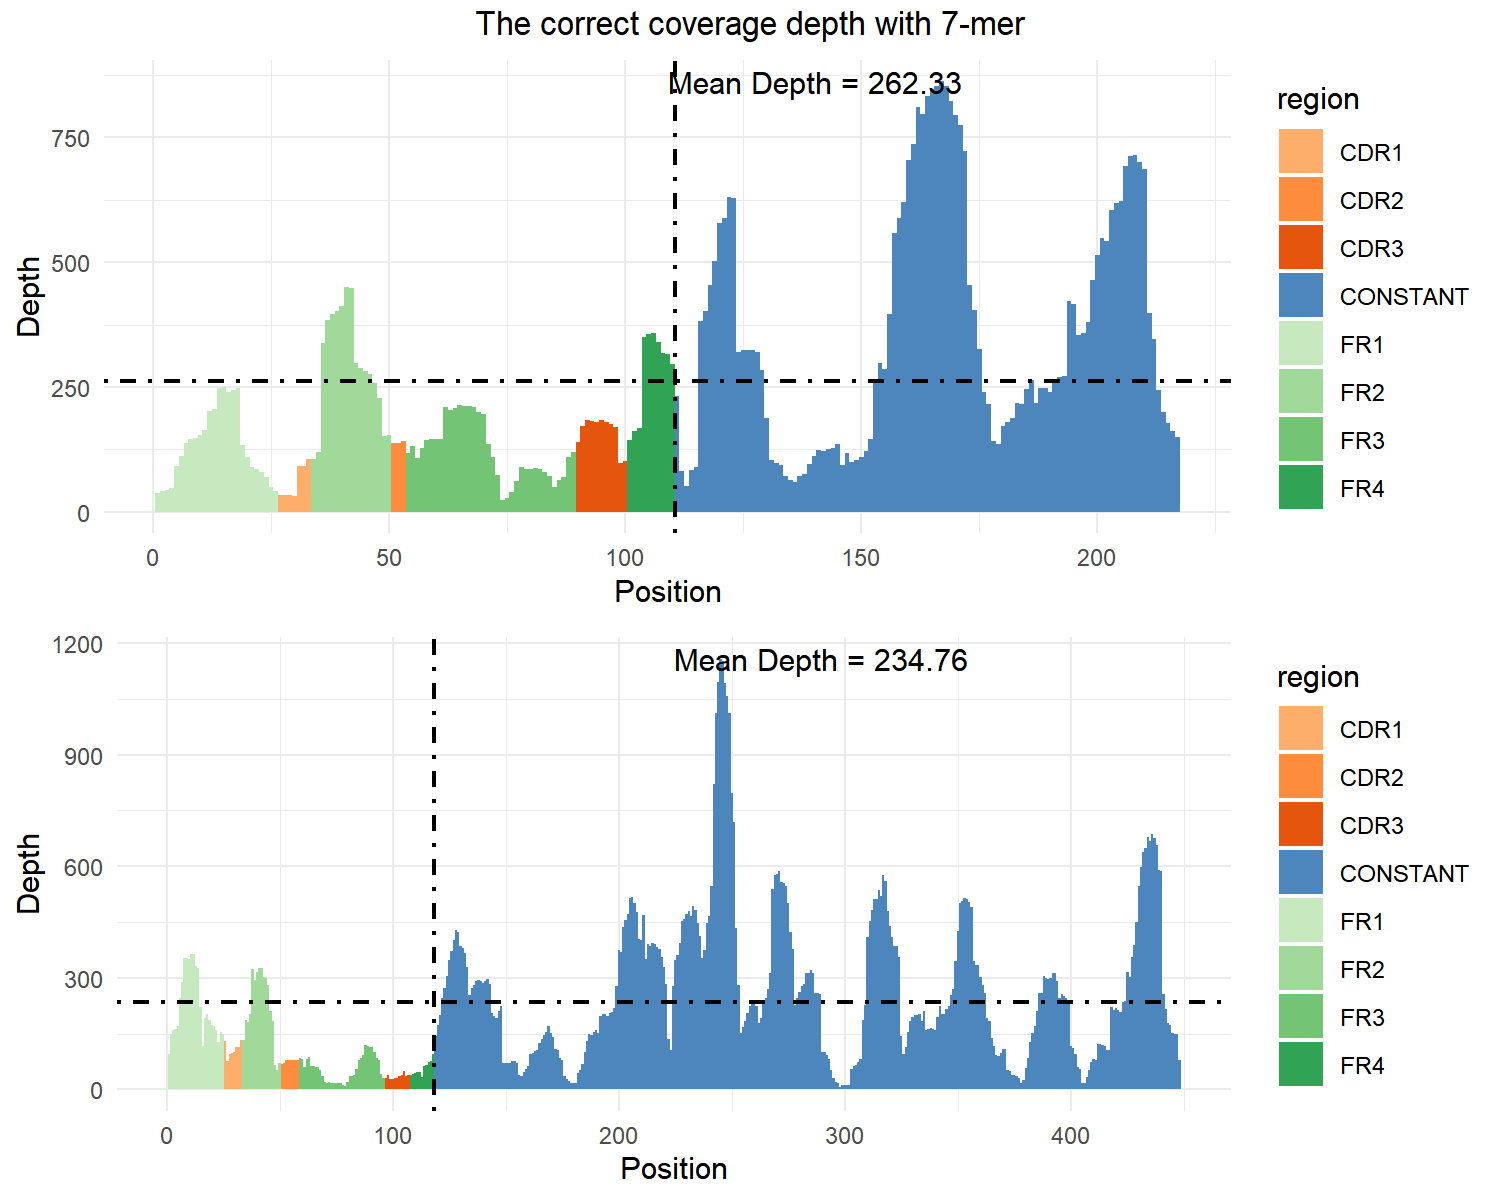 The correct coverage depth with 7-mer
Mean Depth = 262.33
Depth
750
500
250
0
0 50 100 150 200
Position
region
CDR1
CDR2
CDR3
CONSTANT
FR1
FR2
FR3
FR4
Mean Depth = 234.76
Depth
1200
900
600
300
0
0 100 200 300 400
Position
region
CDR1
CDR2
CDR3
CONSTANT
FR1
FR2
FR3
FR4